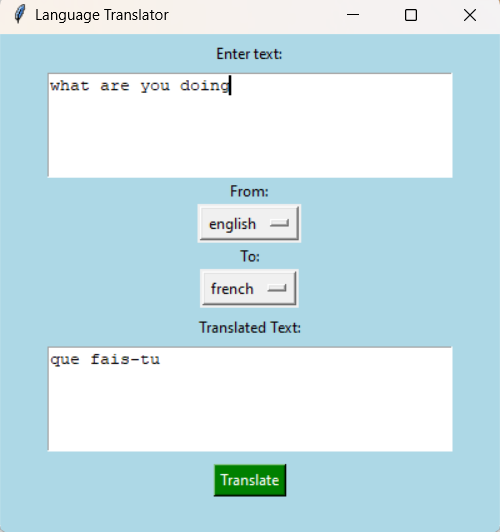 Language Translator
Enter text:
what are you doing
From:
english
To:
french
Translated Text:
que fais-tu
Translate